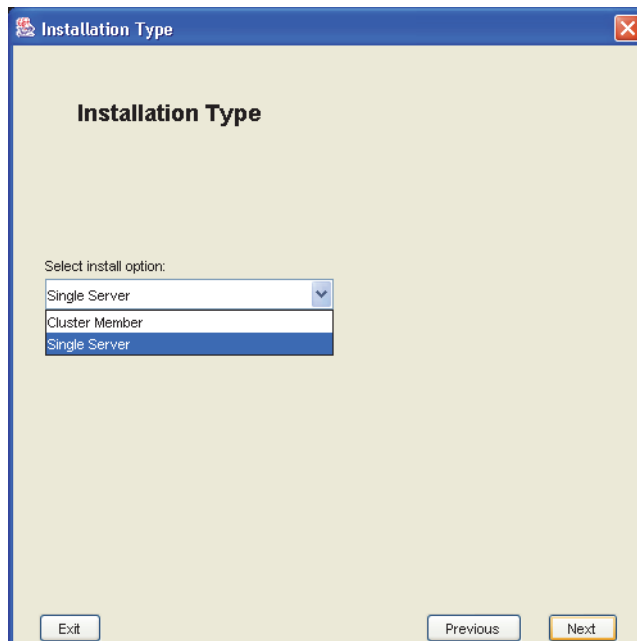 Installation Type
Installation Type
Select install option:
Single Server
Cluster Member
Single Server
Exit Previous Next